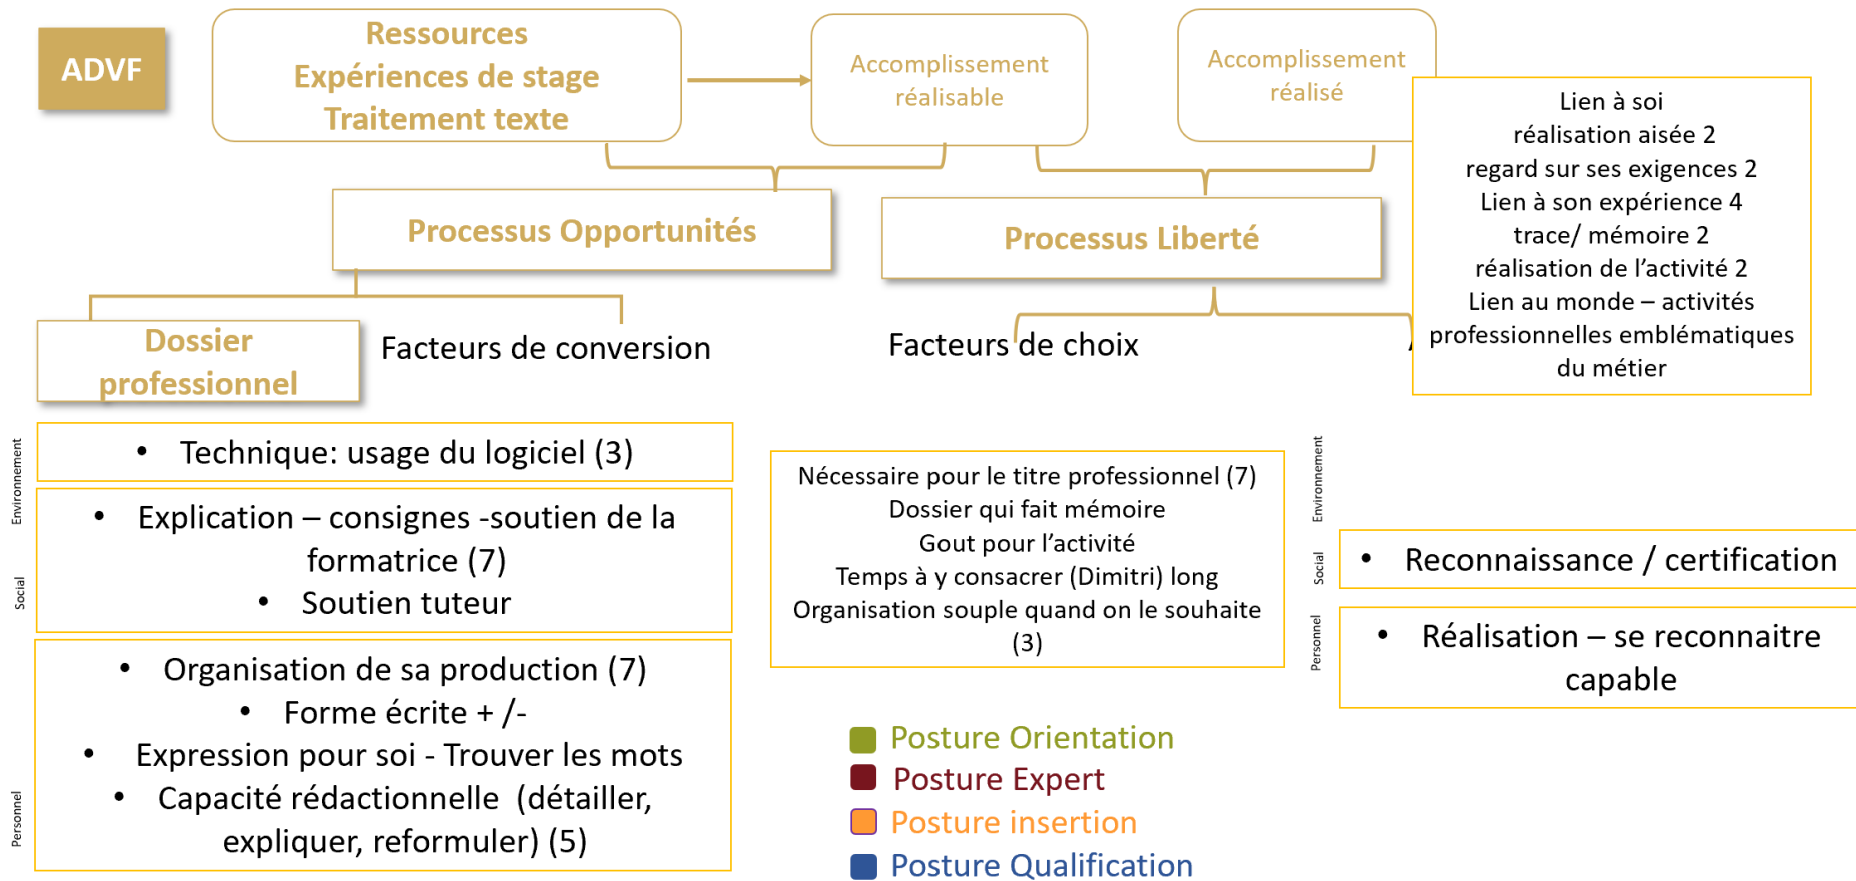 ADVF
Ressources
Expériences de stage
Traitement texte
Accomplissement
réalisable
Accomplissement
réalisé
Lien à soi
réalisation aisée 2
regard sur ses exigences 2
Lien à son expérience 4
trace/ mémoire 2
réalisation de l’activité 2
Lien au monde – activités
professionnelles emblématiques
du métier
Processus Opportunités
Processus Liberté
Dossier
professionnel
Facteurs de conversion
Facteurs de choix
Environnement
• Technique: usage du logiciel (3)
Social
• Explication – consignes -soutien de la
formatrice (7)
• Soutien tuteur
Personnel
• Organisation de sa production (7)
• Forme écrite + /-
• Expression pour soi - Trouver les mots
• Capacité rédactionnelle (détailler,
expliquer, reformuler) (5)
Nécessaire pour le titre professionnel (7)
Dossier qui fait mémoire
Gout pour l’activité
Temps à y consacrer (Dimitri) long
Organisation souple quand on le souhaite
(3)
Environnement
Social
• Reconnaissance / certification
Personnel
• Réalisation – se reconnaitre
capable
Posture Orientation
Posture Expert
Posture insertion
Posture Qualification